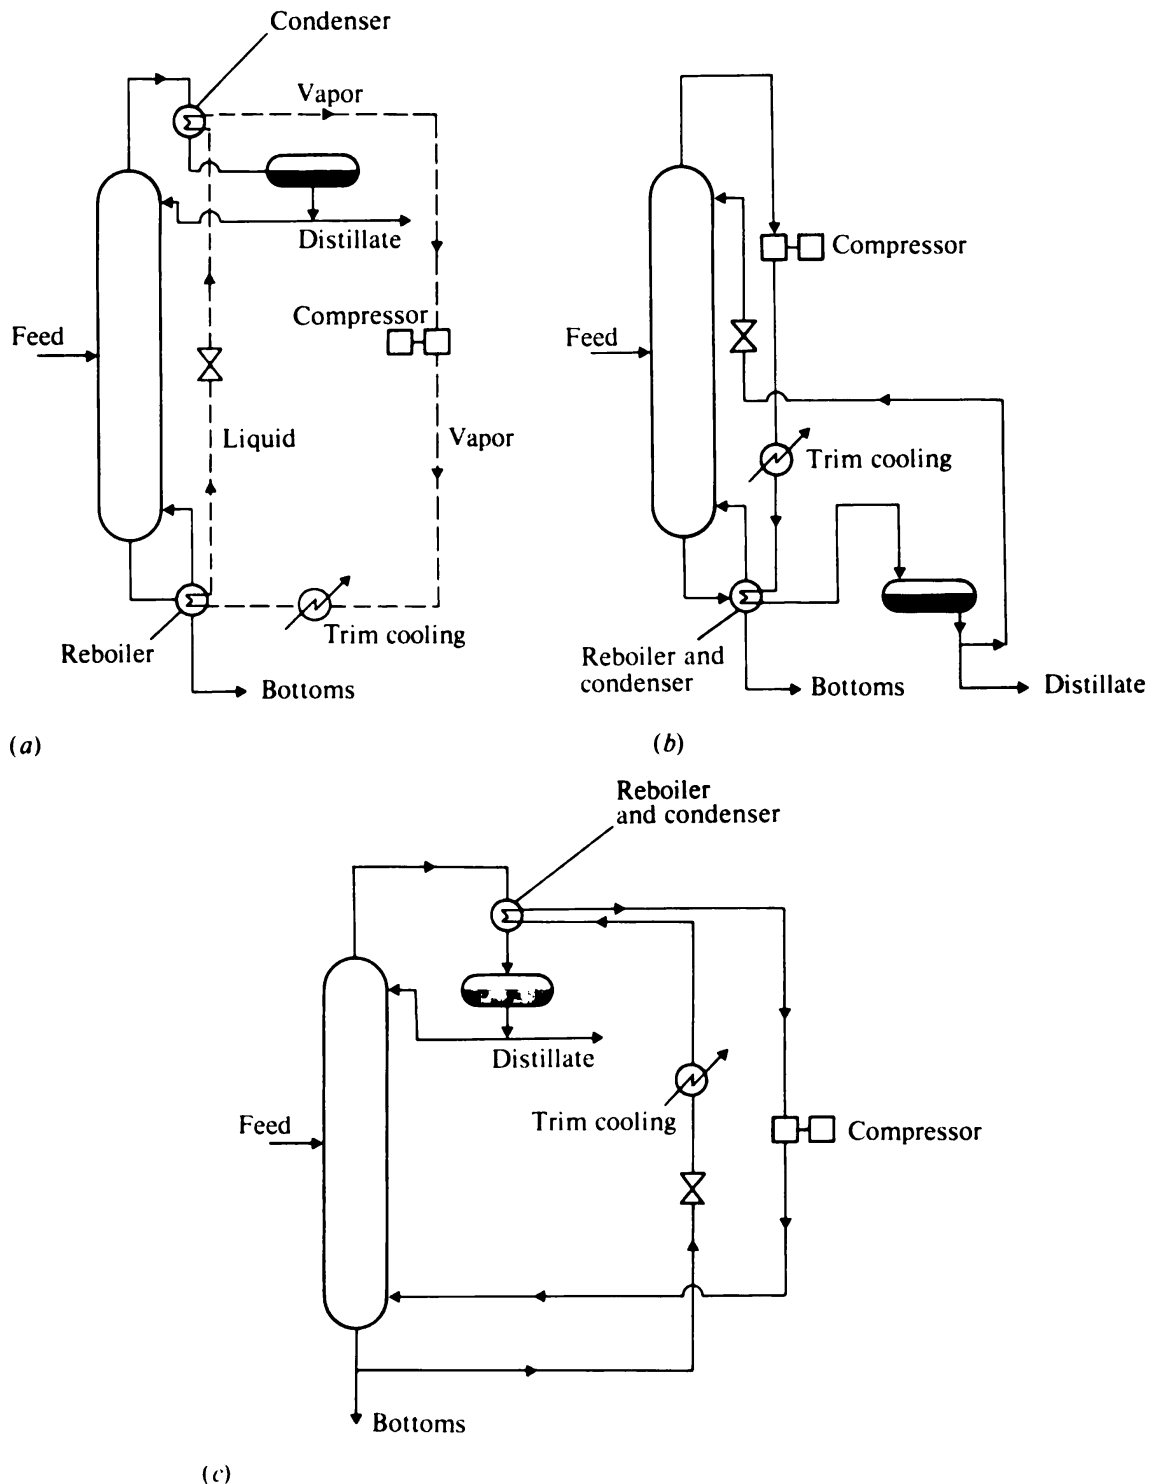 Condenser
Vapor
Distillate
Compressor
Feed
Liquid
Vapor
Trim cooling
Reboiler
Bottoms
(a)
Compressor
Feed
Trim cooling
Reboiler and
condenser
Bottoms
Distillate
(b)
Reboiler
and condenser
Distillate
Trim cooling
Feed
Compressor
Bottoms
(c)